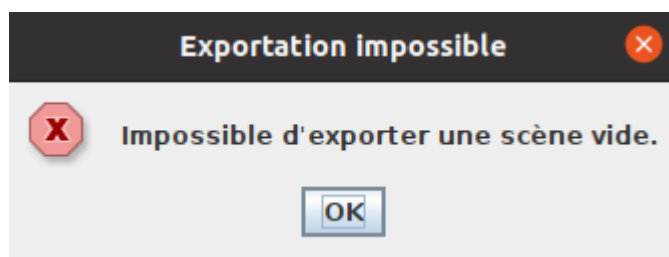 Exportation impossible
Impossible d'exporter une scène vide.
OK